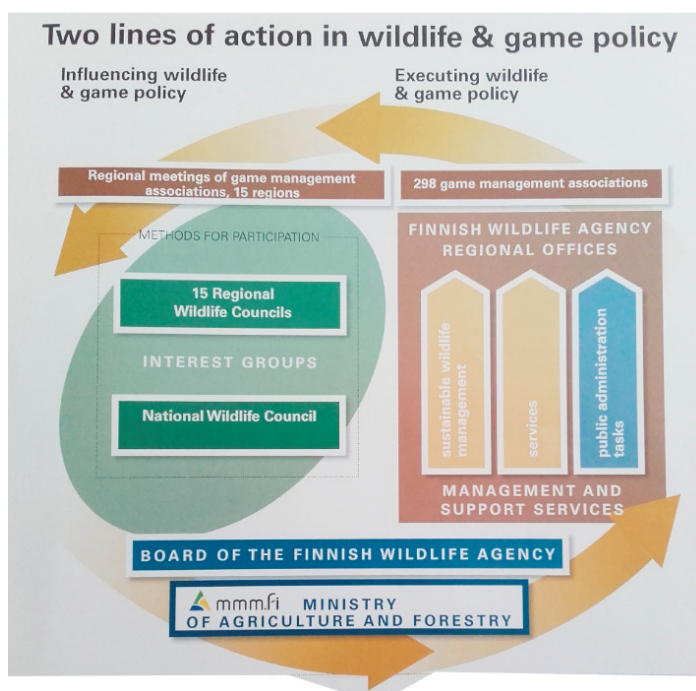 Two lines of action in wildlife & game policy
Influencing wildlife
& game policy
Executing wildlife
& game policy
Regional meetings of game management
associations, 15 regions
298 game management associations
METHODS FOR PARTICIPATION
15 Regional
Wildlife Councils
INTEREST GROUPS
National Wildlife Council
FINNISH WILDLIFE AGENCY
REGIONAL OFFICES
sustainable wildlife
management
services
public administration
tasks
MANAGEMENT AND
SUPPORT SERVICES
BOARD OF THE FINNISH WILDLIFE AGENCY
mmm.fi MINISTRY
OF AGRICULTURE AND FORESTRY